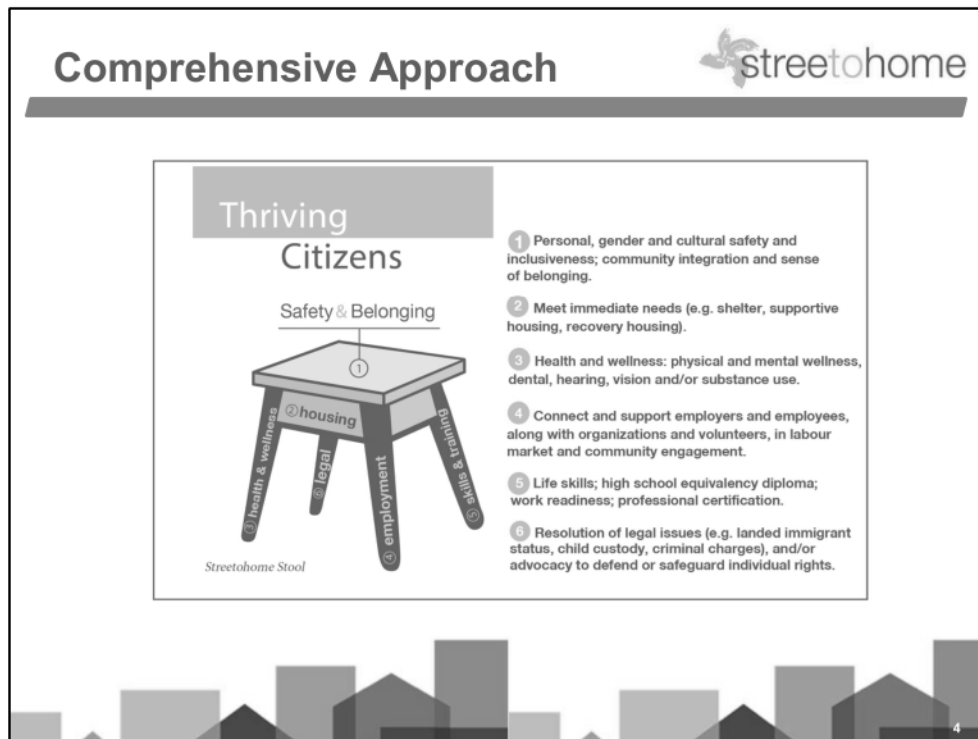 Comprehensive Approach
streetohome
Thriving
Citizens
Safety & Belonging
①
②housing
③ health & wellness
⑥ legal
④ employment
⑤ skills & training
Streetohome Stool
1 Personal, gender and cultural safety and
inclusiveness; community integration and sense
of belonging.
2 Meet immediate needs (e.g. shelter, supportive
housing, recovery housing).
3 Health and wellness: physical and mental wellness,
dental, hearing, vision and/or substance use.
4 Connect and support employers and employees,
along with organizations and volunteers, in labour
market and community engagement.
5 Life skills; high school equivalency diploma;
work readiness; professional certification.
6 Resolution of legal issues (e.g. landed immigrant
status, child custody, criminal charges), and/or
advocacy to defend or safeguard individual rights.
4